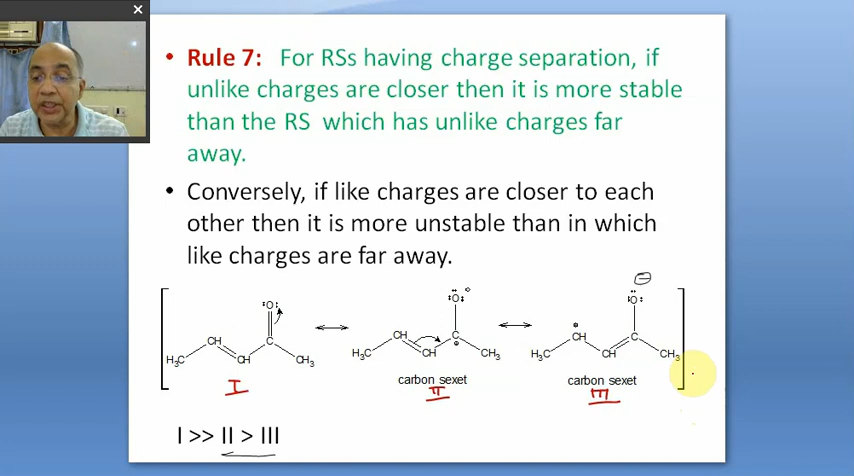 • Rule 7: For RSs having charge separation, if
unlike charges are closer then it is more stable
than the RS which has unlike charges far
away.
• Conversely, if like charges are closer to each
other then it is more unstable than in which
like charges are far away.
:O: :Ö: :Ö: ⊖
CH C CH C CH C
H₃C CH CH₃ H₃C CH CH₃ H₃C CH CH₃
carbon sexet carbon sexet
I II III
I >> II > III